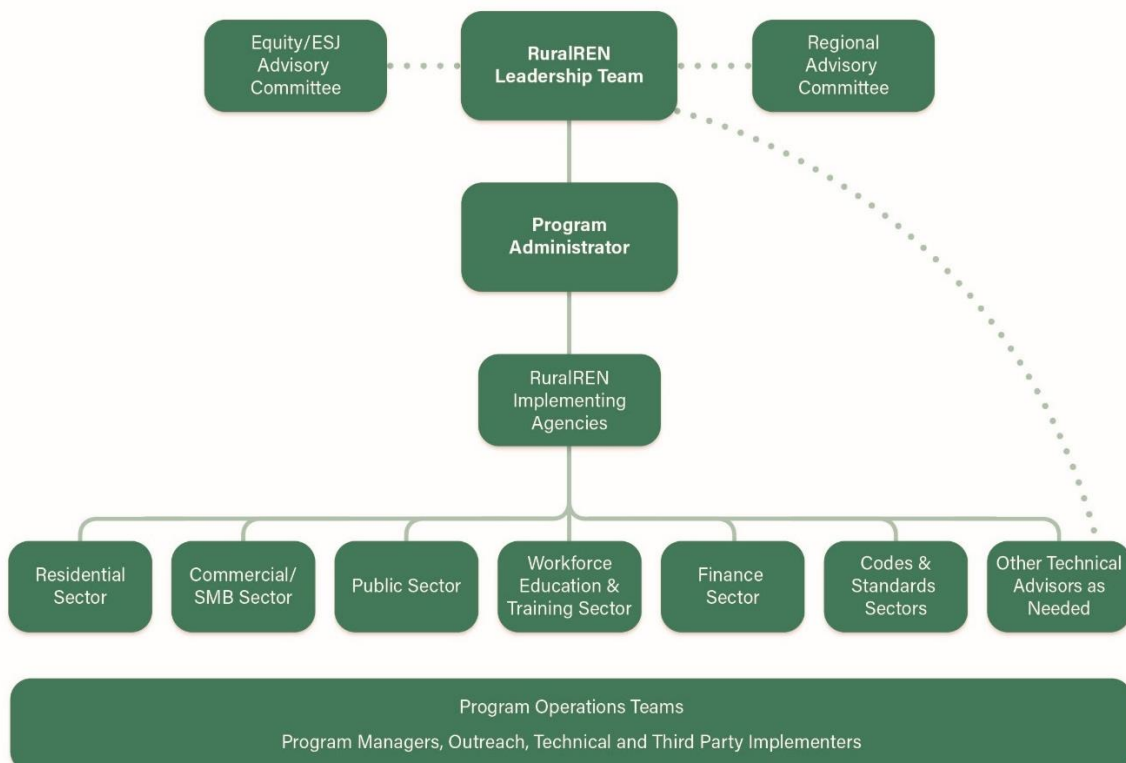 Equity/ESJ
Advisory
Committee
RuralREN
Leadership Team
Regional
Advisory
Committee
Program
Administrator
RuralREN
Implementing
Agencies
Residential
Sector
Commercial/
SMB Sector
Public Sector
Workforce
Education &
Training Sector
Finance
Sector
Codes &
Standards
Sectors
Other Technical
Advisors as
Needed
Program Operations Teams
Program Managers, Outreach, Technical and Third Party Implementers